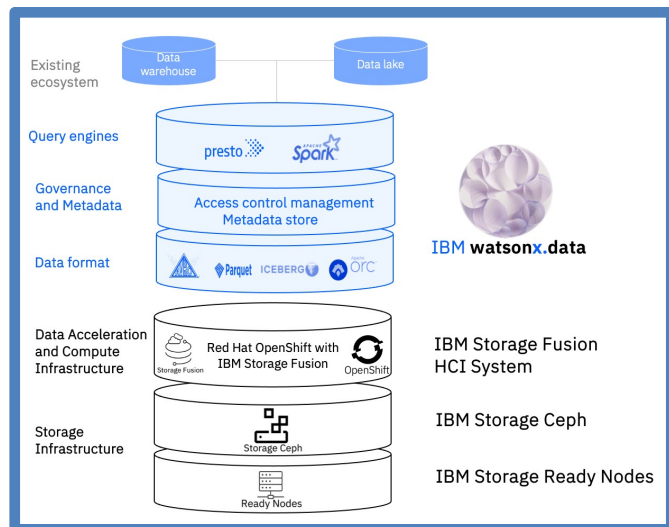 Existing
ecosystem
Data
warehouse
Data lake
Query engines
presto
APACHE
Spark
Governance
and Metadata
Access control management
Metadata store
IBM watsonx.data
Data format
AVRO
Parquet
ICEBERG
APACHE
ORC
Data Acceleration
and Compute
Infrastructure
Storage Fusion
Red Hat OpenShift with
IBM Storage Fusion
OpenShift
IBM Storage Fusion
HCI System
Storage
Infrastructure
Storage Ceph
IBM Storage Ceph
Ready Nodes
IBM Storage Ready Nodes